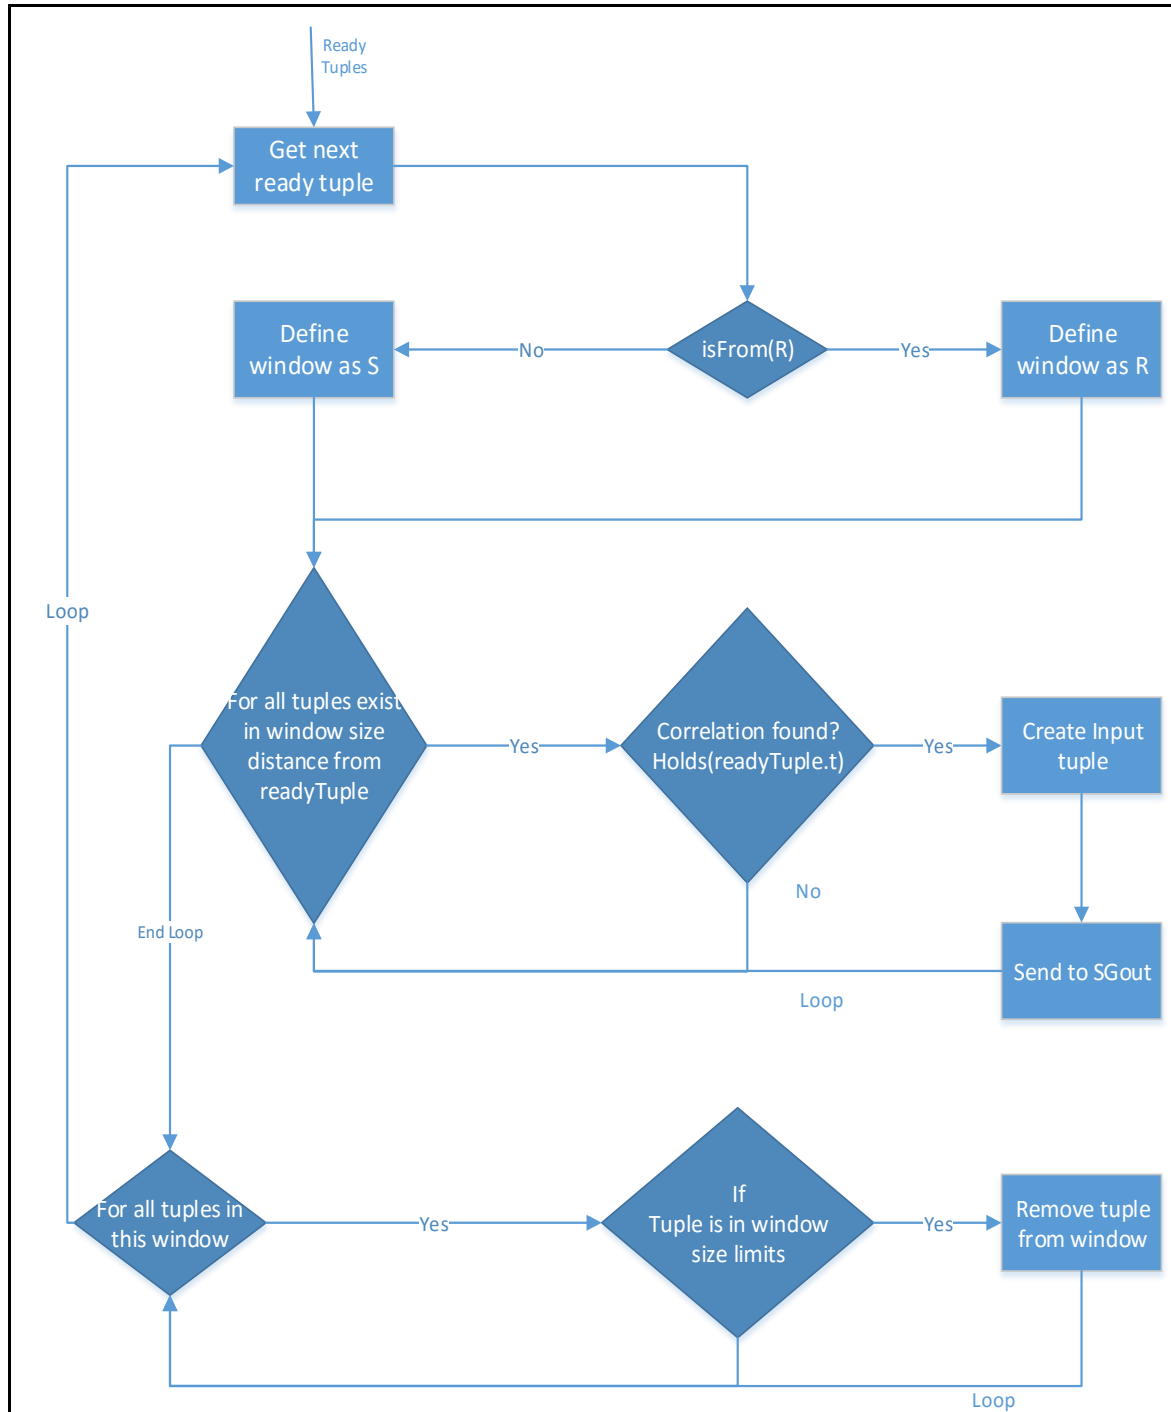 Ready
Tuples
Get next
ready tuple
Define
window as S
No
isFrom(R)
Yes
Define
window as R
Loop
For all tuples exist
in window size
distance from
readyTuple
Yes
Correlation found?
Holds(readyTuple.t)
Yes
Create Input
tuple
No
End Loop
Send to SGout
Loop
For all tuples in
this window
Yes
If
Tuple is in window
size limits
Yes
Remove tuple
from window
Loop